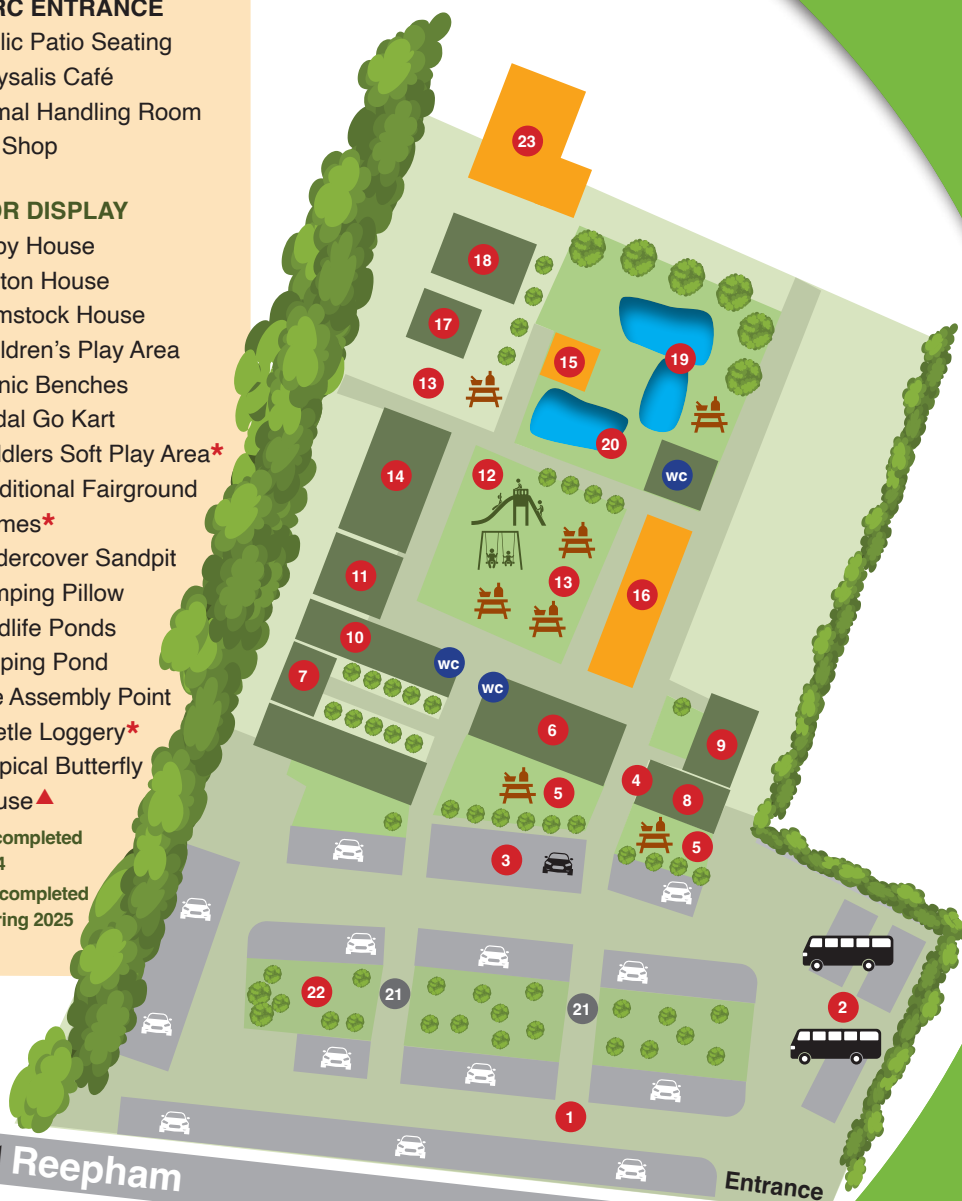 RC ENTRANCE
lic Patio Seating
ysalis Café
mal Handling Room
Shop
OR DISPLAY
by House
ton House
mstock House
ildren's Play Area
nic Benches
dal Go Kart
ddlers Soft Play Area*
ditional Fairground
mes*
dercover Sandpit
mping Pillow
dlife Ponds
ping Pond
e Assembly Point
etle Loggery*
pical Butterfly
use▲
completed
4
completed
ring 2025
23
18
17
15
19
13
20
14
12
wc
11
13
16
10
wc
7
wc
6
9
4
5
8
5
3
22
21
21
2
1
Reepham
Entrance